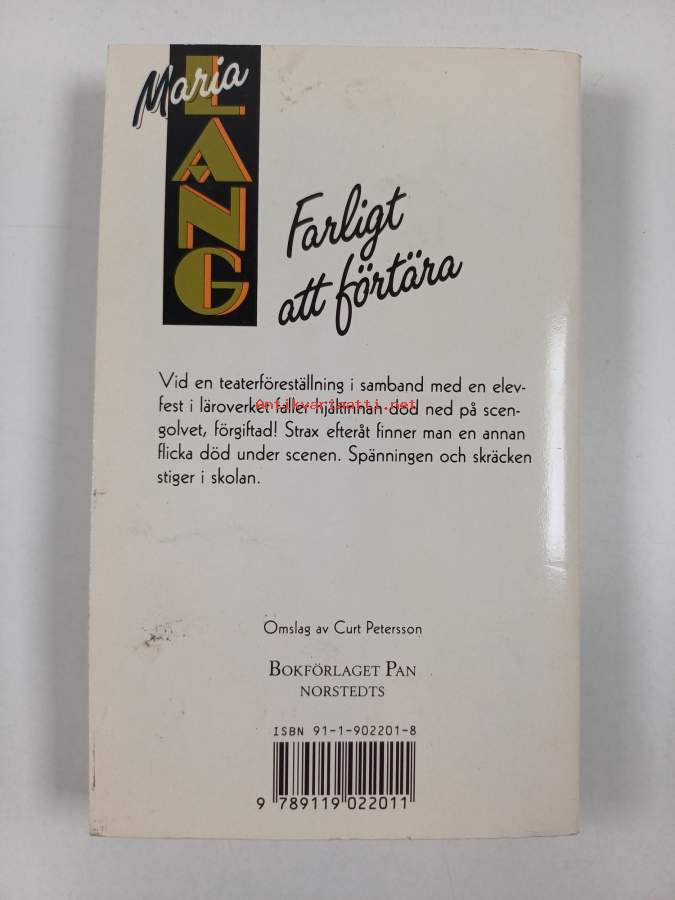 Maria
LANG
Farligt
att förtära
Vid en teaterföreställning i samband med en elev-
fest i läroverket faller hjältinnan död ned på scen-
Antikvariaatti.net
golvet, förgiftad! Strax efteråt finner man en annan
flicka död under scenen. Spänningen och skräcken
stiger i skolan.
Omslag av Curt Petersson
BOKFÖRLAGET PAN
NORSTEDTS
ISBN 91-1-902201-8
9 789119 022011